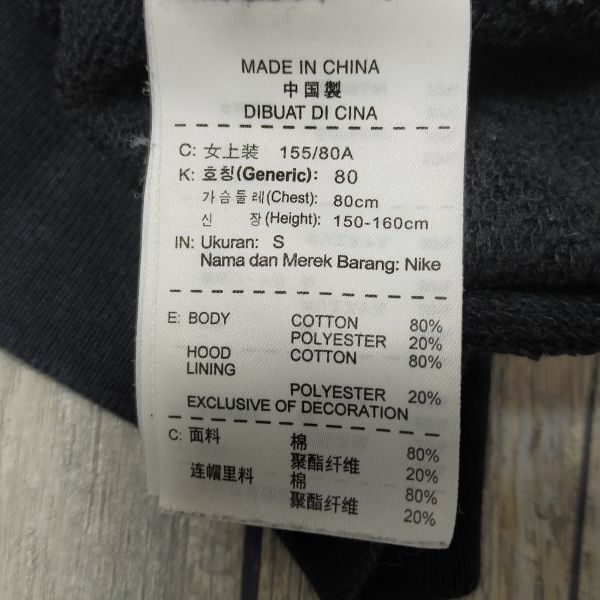 MADE IN CHINA
中国製
DIBUAT DI CINA
C: 女上装 155/80A
K: 호칭(Generic): 80
가슴둘레(Chest): 80cm
신 장(Height): 150-160cm
IN: Ukuran: S
Nama dan Merek Barang: Nike
E: BODY COTTON 80%
POLYESTER 20%
HOOD COTTON 80%
LINING
POLYESTER 20%
EXCLUSIVE OF DECORATION
C: 面料 棉 80%
聚酯纤维 20%
连帽里料 棉 80%
聚酯纤维 20%